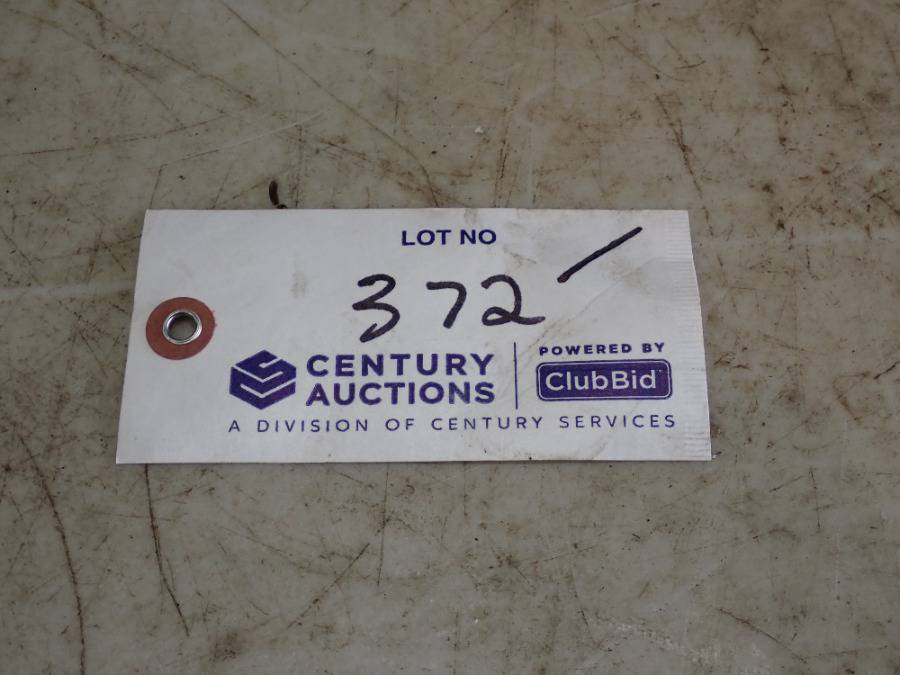 LOT NO
372
CENTURY
AUCTIONS
POWERED BY
ClubBid
A DIVISION OF CENTURY SERVICES